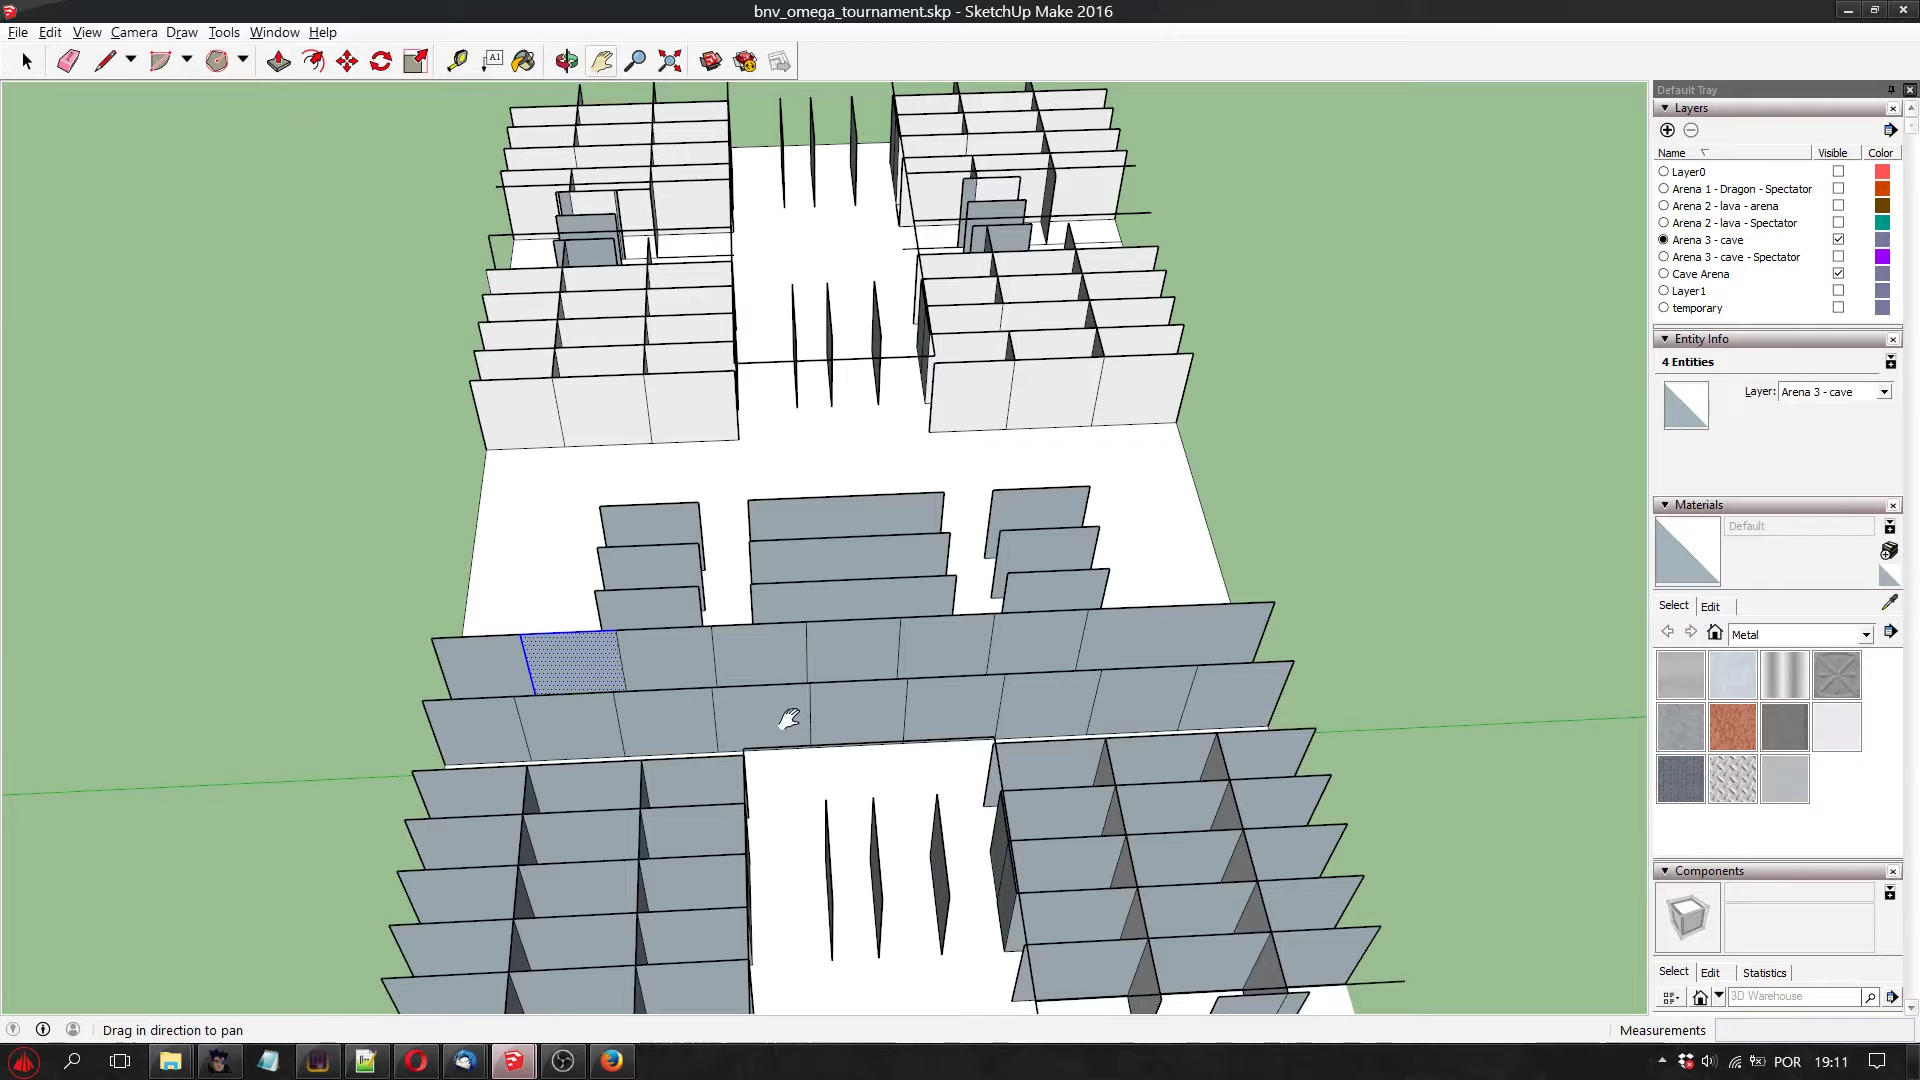 bnv_omega_tournament.skp - SketchUp Make 2016
File Edit View Camera Draw Tools Window Help
A1
Default Tray
Layers
Name Visible Color
Layer0
Arena 1 - Dragon - Spectator
Arena 2 - lava - arena
Arena 2 - lava - Spectator
Arena 3 - cave
Arena 3 - cave - Spectator
Cave Arena
Layer1
temporary
Entity Info
4 Entities
Layer: Arena 3 - cave
Materials
Default
Select Edit
Metal
Components
Select Edit Statistics
3D Warehouse
Drag in direction to pan
Measurements
POR 19:11